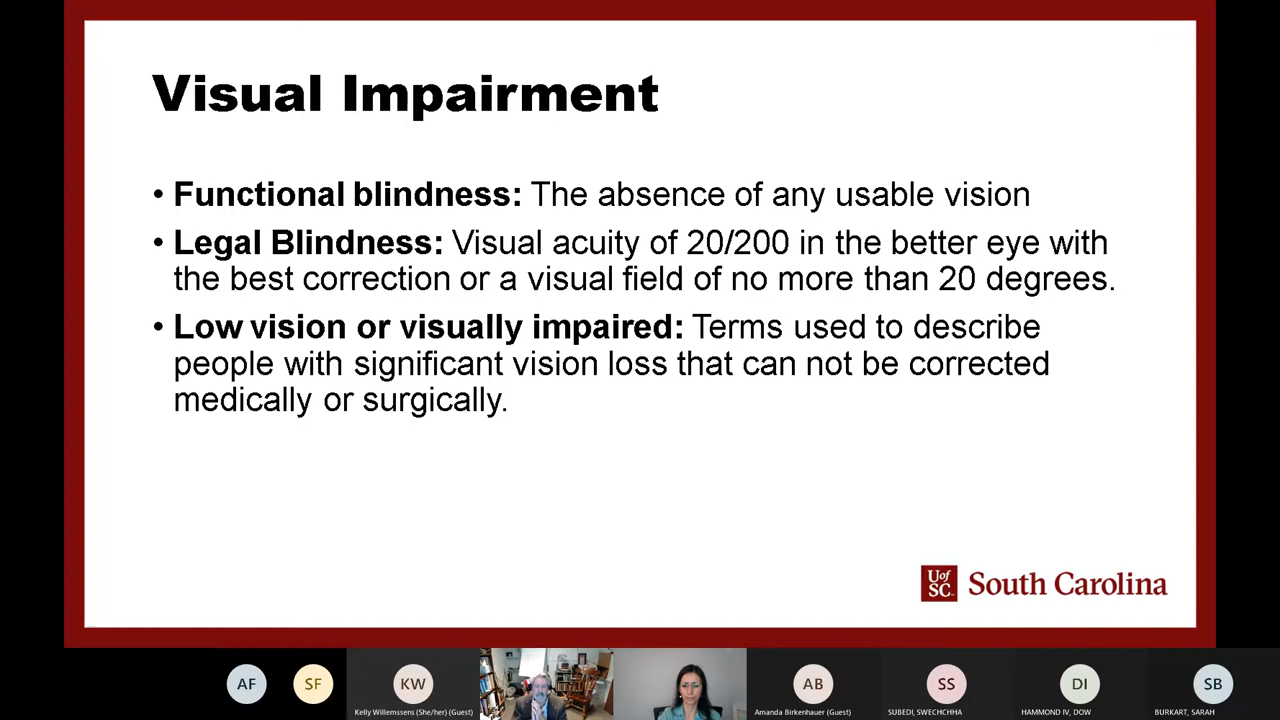 Visual Impairment
• Functional blindness: The absence of any usable vision
• Legal Blindness: Visual acuity of 20/200 in the better eye with
the best correction or a visual field of no more than 20 degrees.
• Low vision or visually impaired: Terms used to describe
people with significant vision loss that can not be corrected
medically or surgically.
UofSC South Carolina
AF
SF
KW
AB
SS
DI
SB
Kelly Willemssens (She/her) (Guest)
Amanda Birkenhauer (Guest)
SUBEDI, SWECHCHHA
HAMMOND IV, DOW
BURKART, SARAH